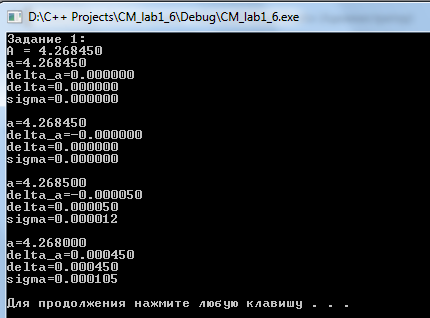 D:\C++ Projects\CM_lab1_6\Debug\CM_lab1_6.exe
Задание 1:
A = 4.268450
a=4.268450
delta_a=0.000000
delta=0.000000
sigma=0.000000
a=4.268450
delta_a=-0.000000
delta=0.000000
sigma=0.000000
a=4.268500
delta_a=-0.000050
delta=0.000050
sigma=0.000012
a=4.268000
delta_a=0.000450
delta=0.000450
sigma=0.000105
Для продолжения нажмите любую клавишу . . .